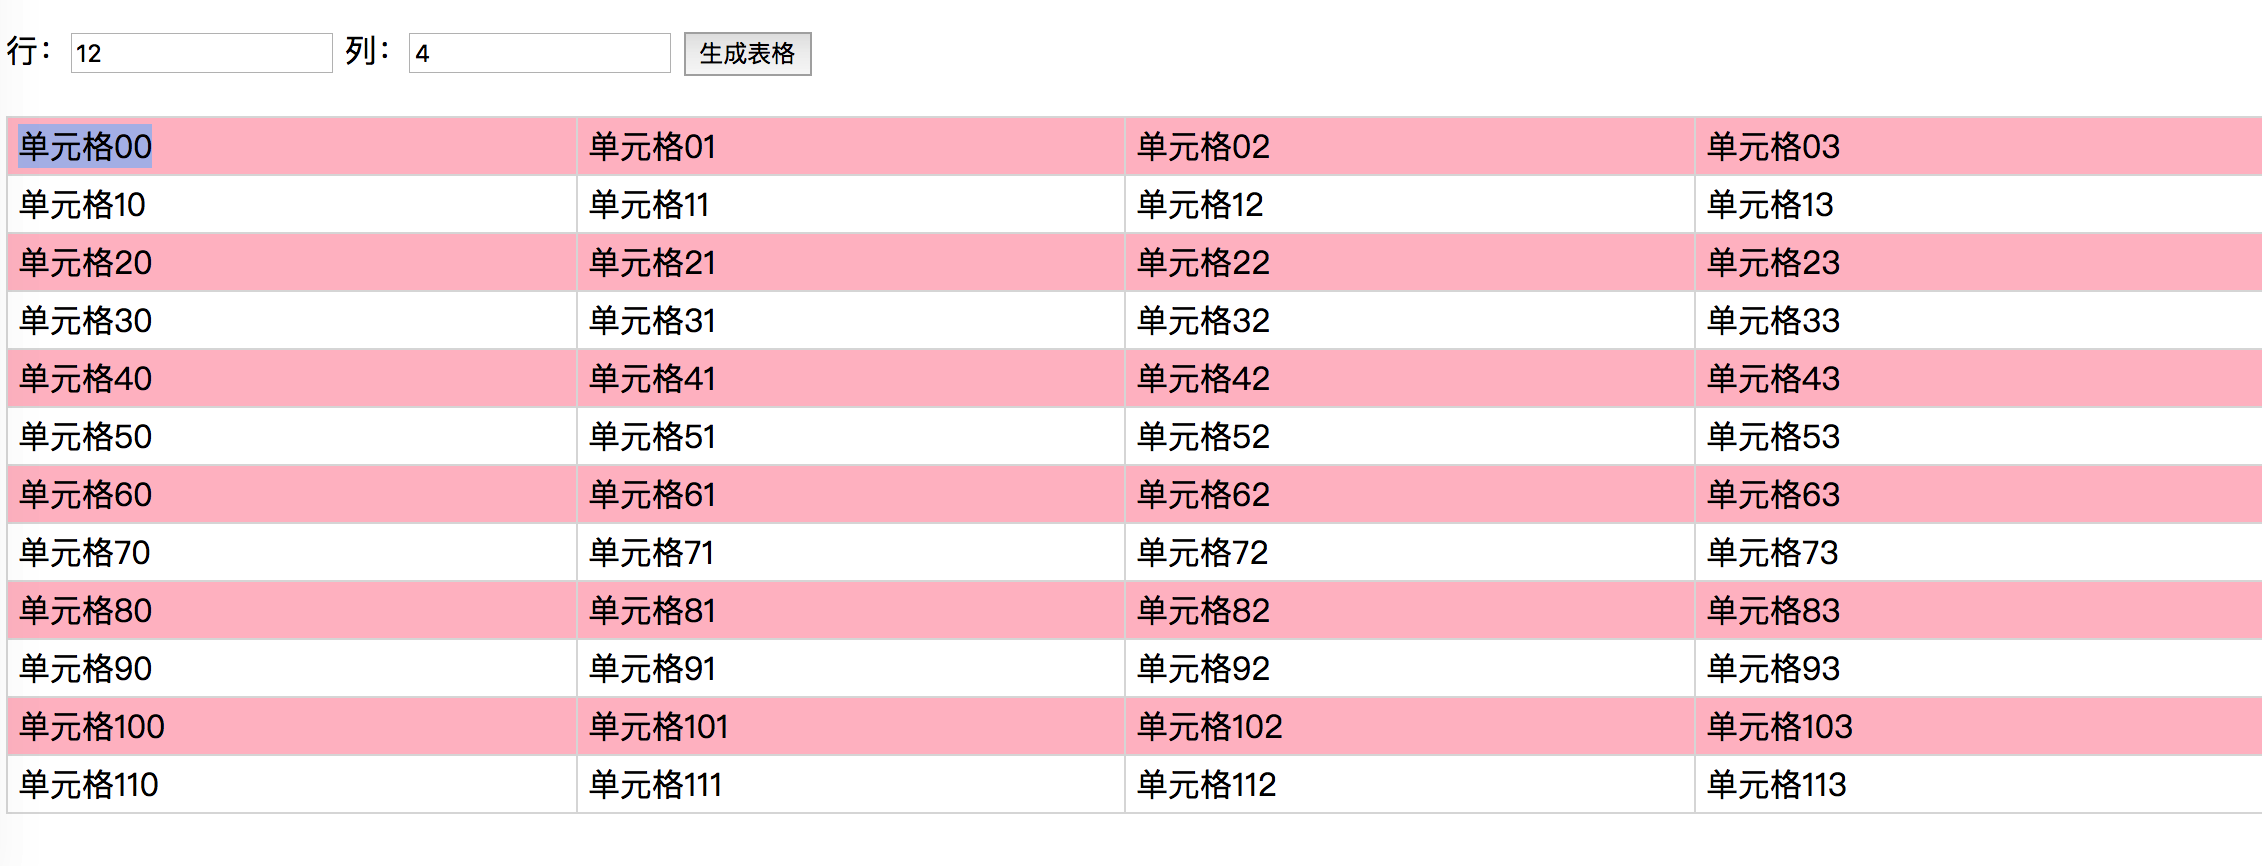 行： 12 列： 4 生成表格
单元格00 单元格01 单元格02 单元格03
单元格10 单元格11 单元格12 单元格13
单元格20 单元格21 单元格22 单元格23
单元格30 单元格31 单元格32 单元格33
单元格40 单元格41 单元格42 单元格43
单元格50 单元格51 单元格52 单元格53
单元格60 单元格61 单元格62 单元格63
单元格70 单元格71 单元格72 单元格73
单元格80 单元格81 单元格82 单元格83
单元格90 单元格91 单元格92 单元格93
单元格100 单元格101 单元格102 单元格103
单元格110 单元格111 单元格112 单元格113